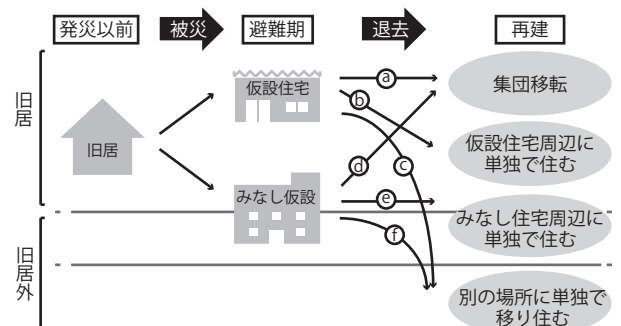 発災以前
被災
避難期
退去
再建
旧居
旧居外
旧居
仮設住宅
みなし仮設
ⓐ
ⓑ
ⓒ
ⓓ
ⓔ
ⓕ
集団移転
仮設住宅周辺に
単独で住む
みなし住宅周辺に
単独で住む
別の場所に単独で
移り住む